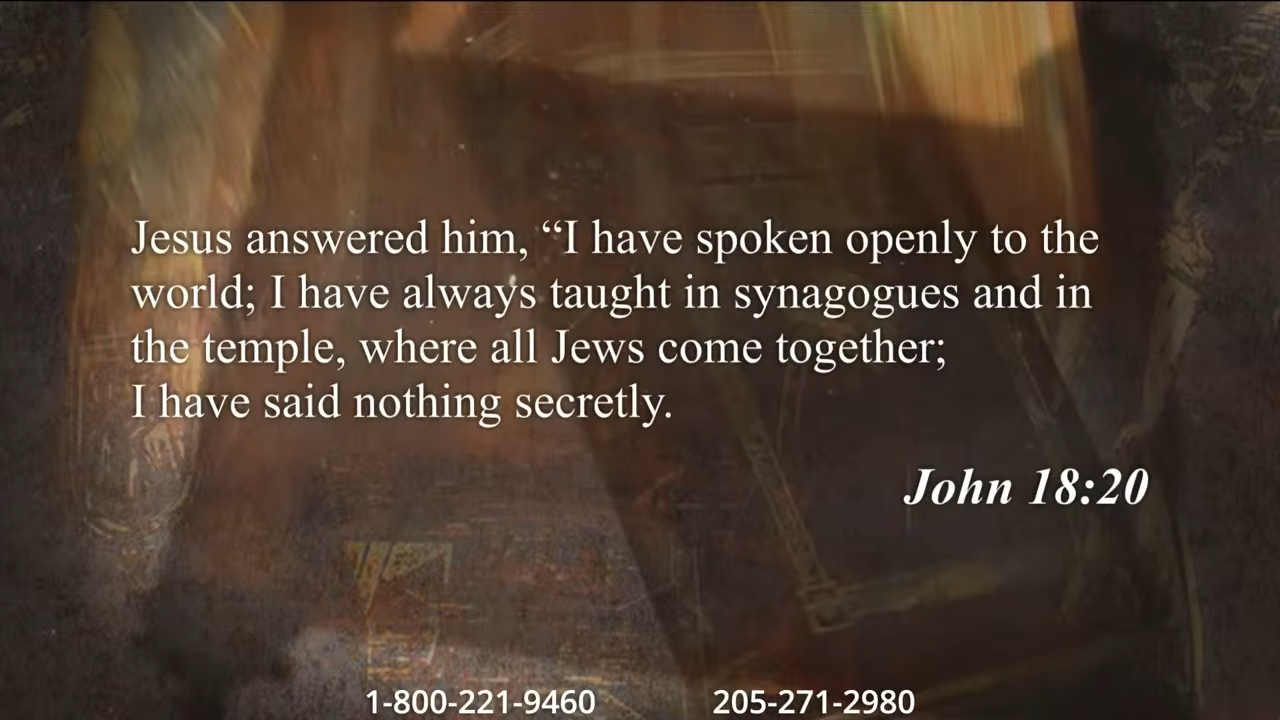 Jesus answered him, “I have spoken openly to the
world; I have always taught in synagogues and in
the temple, where all Jews come together;
I have said nothing secretly.
John 18:20
1-800-221-9460 205-271-2980